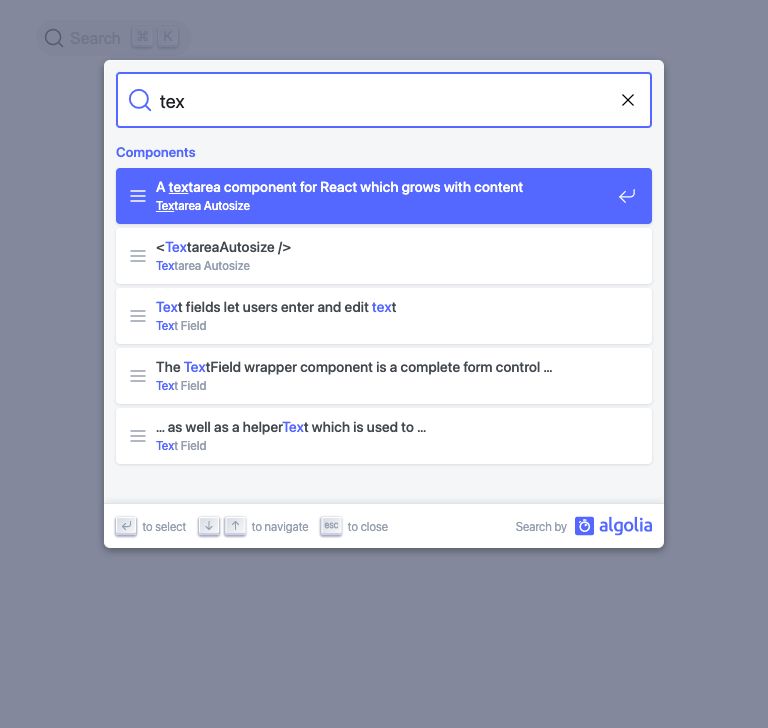 Search ⌘ K
tex
Components
A textarea component for React which grows with content
Textarea Autosize
<TextareaAutosize />
Textarea Autosize
Text fields let users enter and edit text
Text Field
The TextField wrapper component is a complete form control ...
Text Field
... as well as a helperText which is used to ...
Text Field
to select ↓ ↑ to navigate esc to close Search by algolia